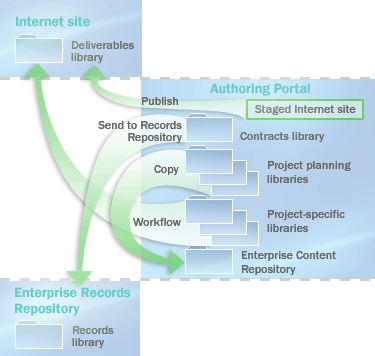 Internet site
Deliverables
library
Authoring Portal
Publish
Staged Internet site
Send to Records
Repository
Contracts library
Copy
Project planning
libraries
Workflow
Project-specific
libraries
Enterprise Content
Repository
Enterprise Records
Repository
Records
library